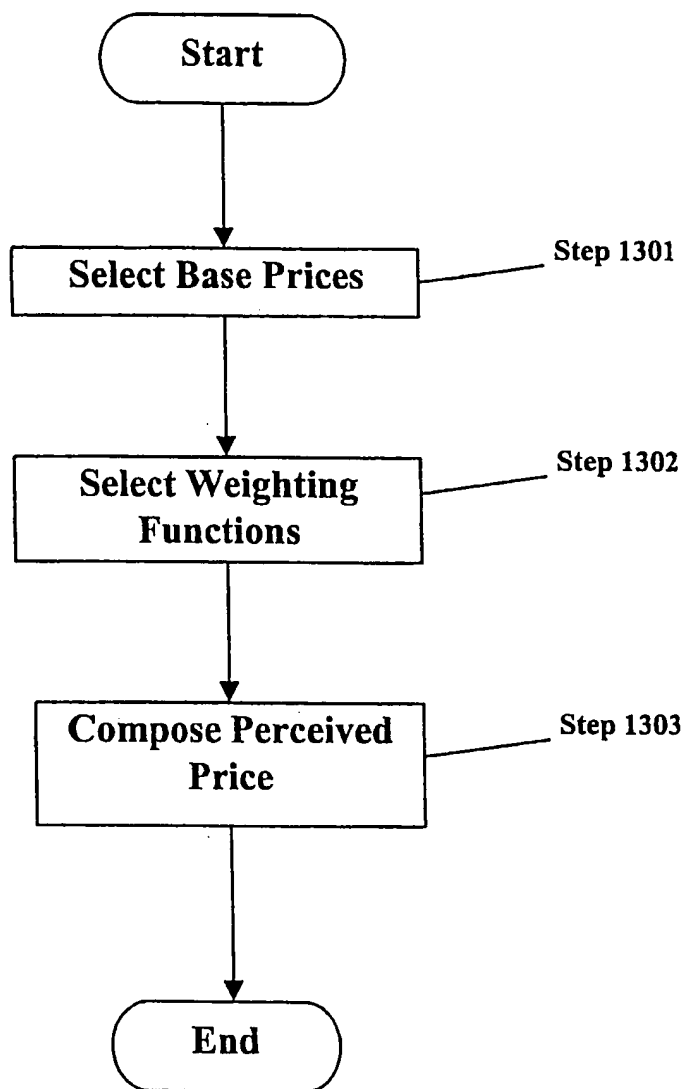 Start
Select Base Prices
Step 1301
Select Weighting
Functions
Step 1302
Compose Perceived
Price
Step 1303
End